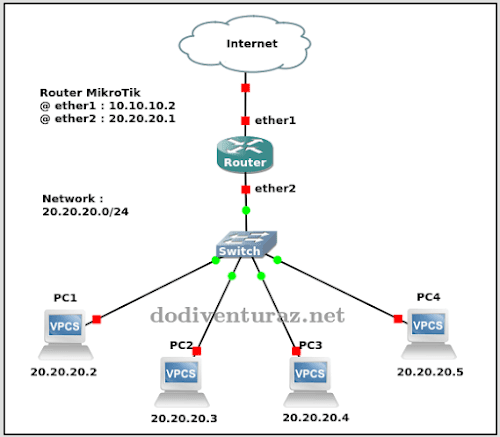 Internet
Router MikroTik
@ ether1 : 10.10.10.2
@ ether2 : 20.20.20.1
ether1
Router
ether2
Network :
20.20.20.0/24
Switch
PC1
PC4
dodiventuraz.net
VPCS
VPCS
PC2
PC3
20.20.20.2
20.20.20.5
VPCS
VPCS
20.20.20.3
20.20.20.4